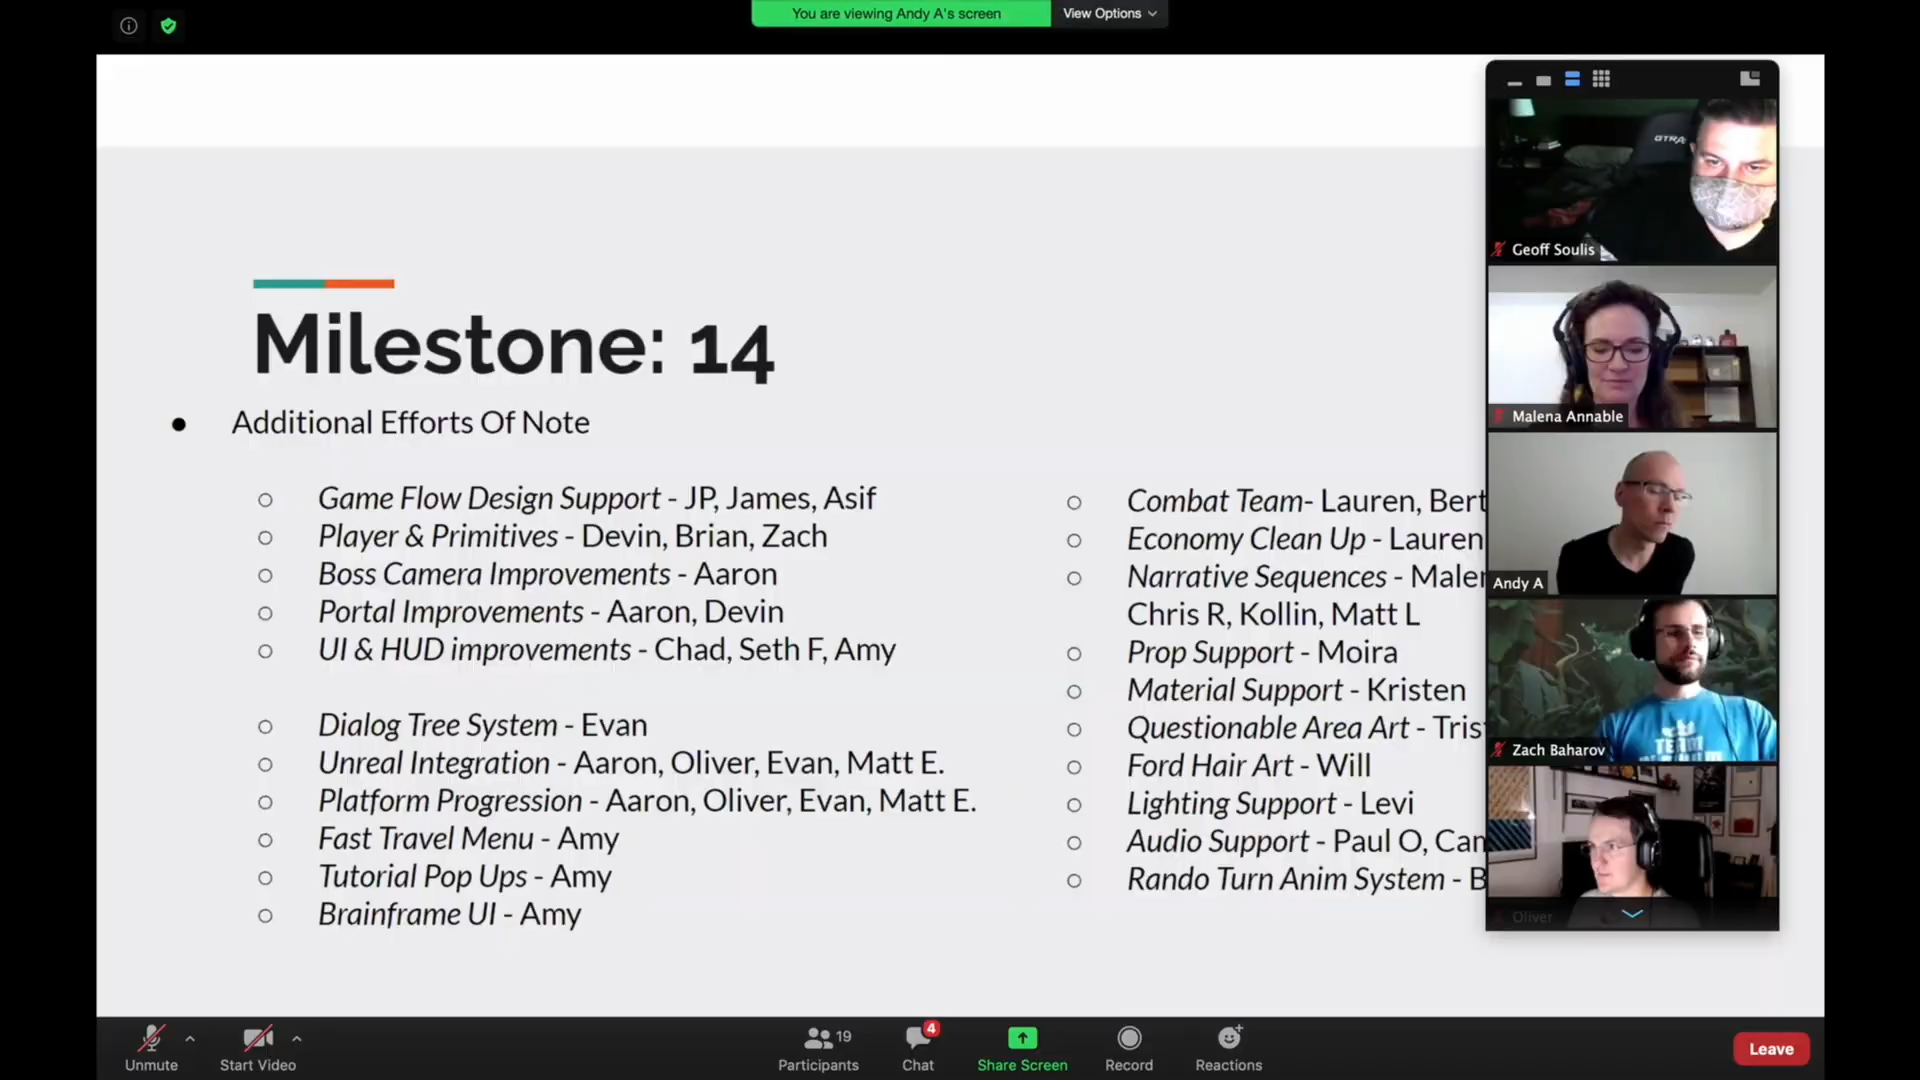 You are viewing Andy A's screen
View Options
Milestone: 14
● Additional Efforts Of Note
○ Game Flow Design Support - JP, James, Asif
○ Player & Primitives - Devin, Brian, Zach
○ Boss Camera Improvements - Aaron
○ Portal Improvements - Aaron, Devin
○ UI & HUD improvements - Chad, Seth F, Amy
○ Dialog Tree System - Evan
○ Unreal Integration - Aaron, Oliver, Evan, Matt E.
○ Platform Progression - Aaron, Oliver, Evan, Matt E.
○ Fast Travel Menu - Amy
○ Tutorial Pop Ups - Amy
○ Brainframe UI - Amy
○ Combat Team- Lauren, Bert
○ Economy Clean Up - Lauren
○ Narrative Sequences -
Chris R, Kollin, Matt L
○ Prop Support - Moira
○ Material Support - Kristen
○ Questionable Area Art -
○ Ford Hair Art - Will
○ Lighting Support - Levi
○ Audio Support - Paul O,
○ Rando Turn Anim System -
Geoff Soulis
Malena Annable
Andy A
Zach Baharov
Oliver
Unmute
Start Video
19
Participants
4
Chat
Share Screen
Record
Reactions
Leave